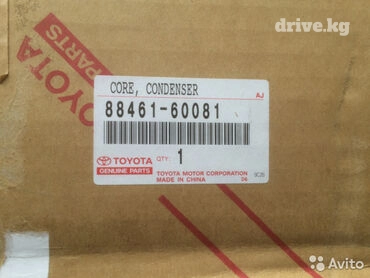 drive.kg
TOYOTA
PARTS
CORE, CONDENSER
AJ
88461-60081
TOYOTA
GENUINE PARTS
QTY: 1
TOYOTA MOTOR CORPORATION
MADE IN CHINA
Avito